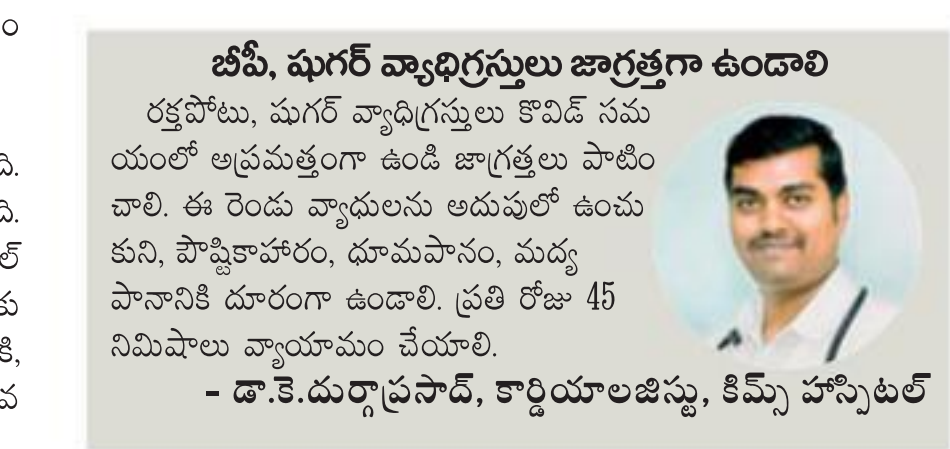 బీపీ, షుగర్ వ్యాధిగ్రస్తులు జాగ్రత్తగా ఉండాలి
రక్తపోటు, షుగర్ వ్యాధిగ్రస్తులు కొవిడ్ సమ
యంలో అప్రమత్తంగా ఉండి జాగ్రత్తలు పాటిం
చాలి. ఈ రెండు వ్యాధులను అదుపులో ఉంచు
కుని, పౌష్టికాహారం, ధూమపానం, మద్య
పానానికి దూరంగా ఉండాలి. ప్రతి రోజు 45
నిమిషాలు వ్యాయామం చేయాలి.
- డా.కె.దుర్గాప్రసాద్, కార్డియాలజిస్టు, కిమ్స్ హాస్పిటల్